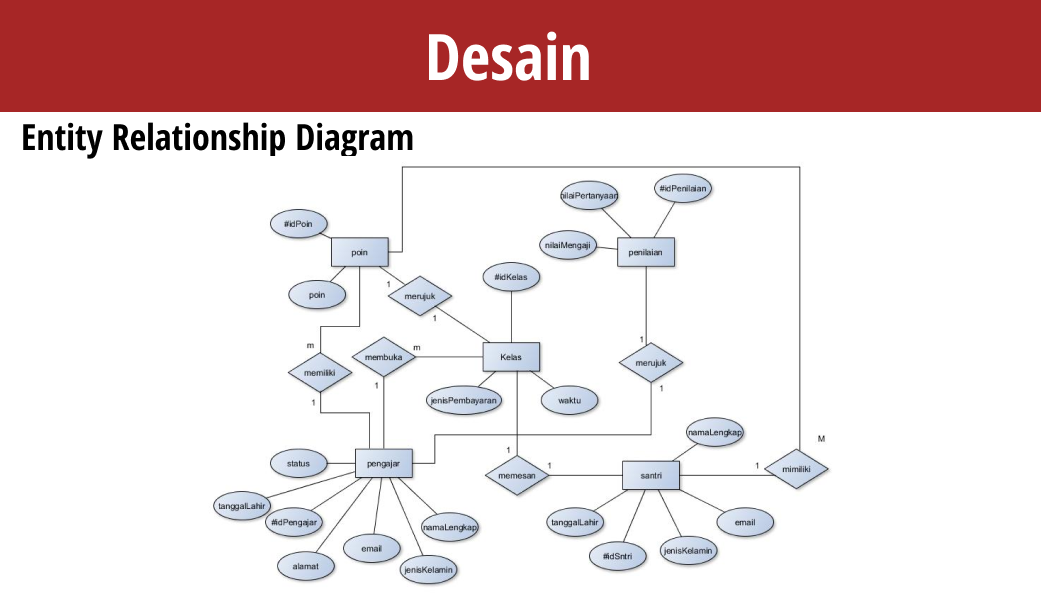 Desain
Entity Relationship Diagram
nilaiPertanyaan
#idPenilaian
#idPoin
nilaiMengaji
poin
penilaian
#idKelas
poin
1
merujuk
1
m
membuka
m
Kelas
1
merujuk
memiliki
1
1
1
jenisPembayaran
waktu
namaLengkap
M
status
pengajar
1
memesan
1
santri
1
mimiliki
tanggalLahir
#idPengajar
namaLengkap
tanggalLahir
email
email
alamat
jenisKelamin
#idSntri
jenisKelamin